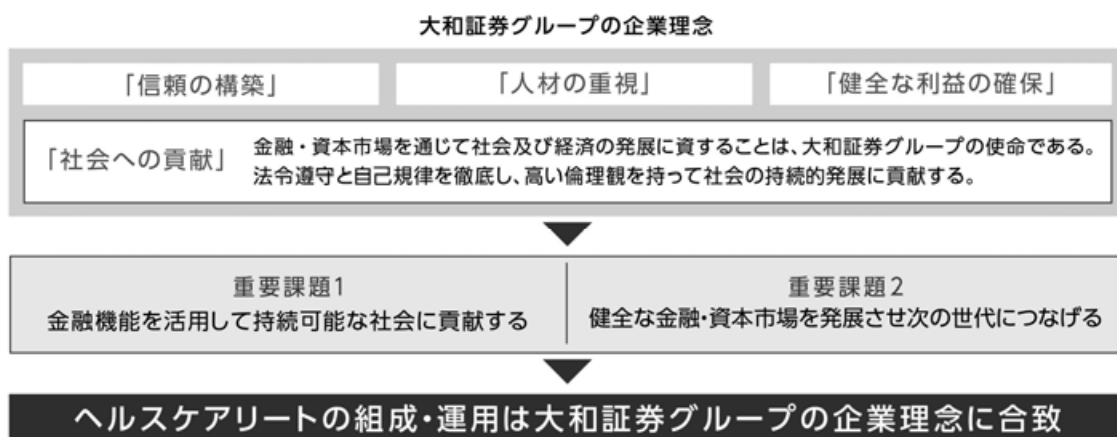 大和証券グループの企業理念
「信頼の構築」
「人材の重視」
「健全な利益の確保」
「社会への貢献」
金融・資本市場を通じて社会及び経済の発展に資することは、大和証券グループの使命である。
法令遵守と自己規律を徹底し、高い倫理観を持って社会の持続的発展に貢献する。
重要課題1
金融機能を活用して持続可能な社会に貢献する
重要課題2
健全な金融・資本市場を発展させ次の世代につなげる
ヘルスケアリートの組成・運用は大和証券グループの企業理念に合致